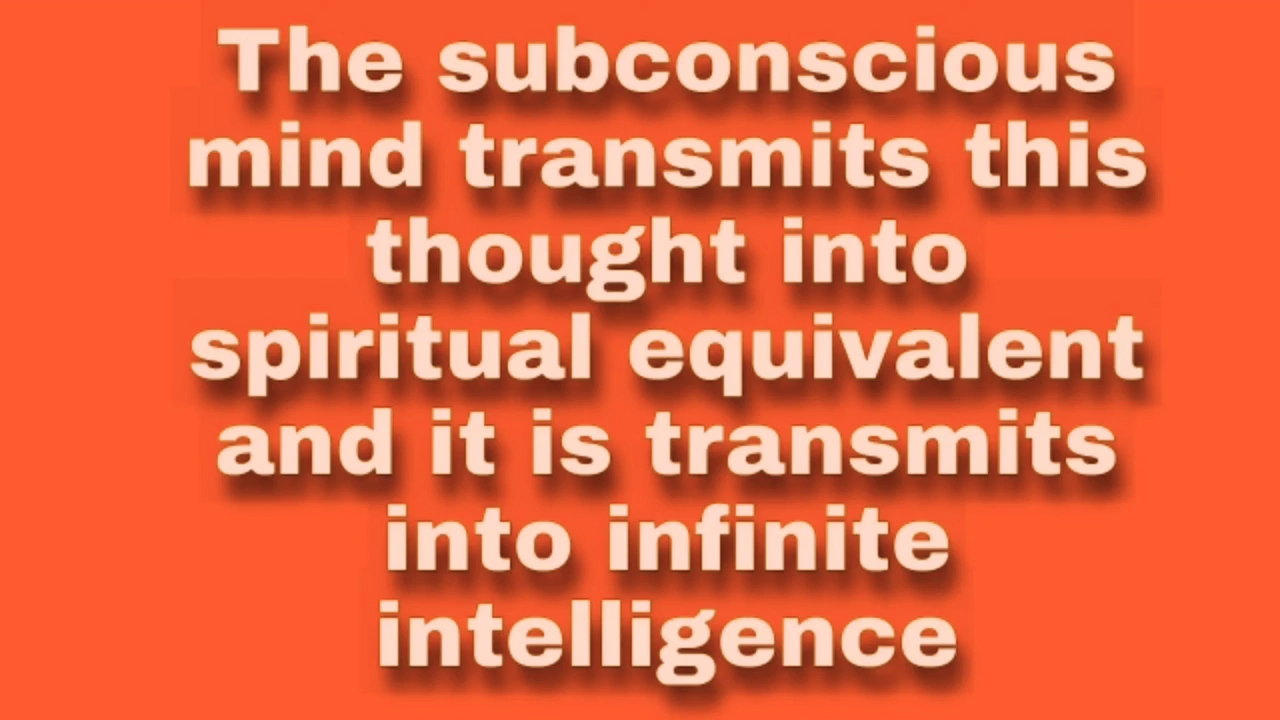 The subconscious
mind transmits this
thought into
spiritual equivalent
and it is transmits
into infinite
intelligence